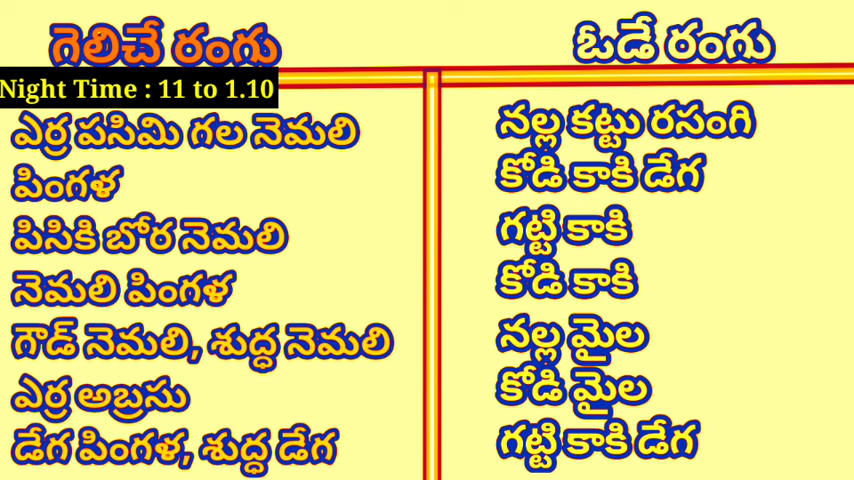 గెలిచే రంగు
ఓడే రంగు
Night Time : 11 to 1.10
ఎర్ర పసిమి గల నెమలి
పింగళ
పిసికి బోర నెమలి
నెమలి పింగళ
గౌడ్ నెమలి, శుద్ధ నెమలి
ఎర్ర అబ్రసు
డేగ పింగళ, శుద్ధ డేగ
నల్ల కట్టు రసంగి
కోడి కాకి డేగ
గట్టి కాకి
కోడి కాకి
నల్ల మైల
కోడి మైల
గట్టి కాకి డేగ